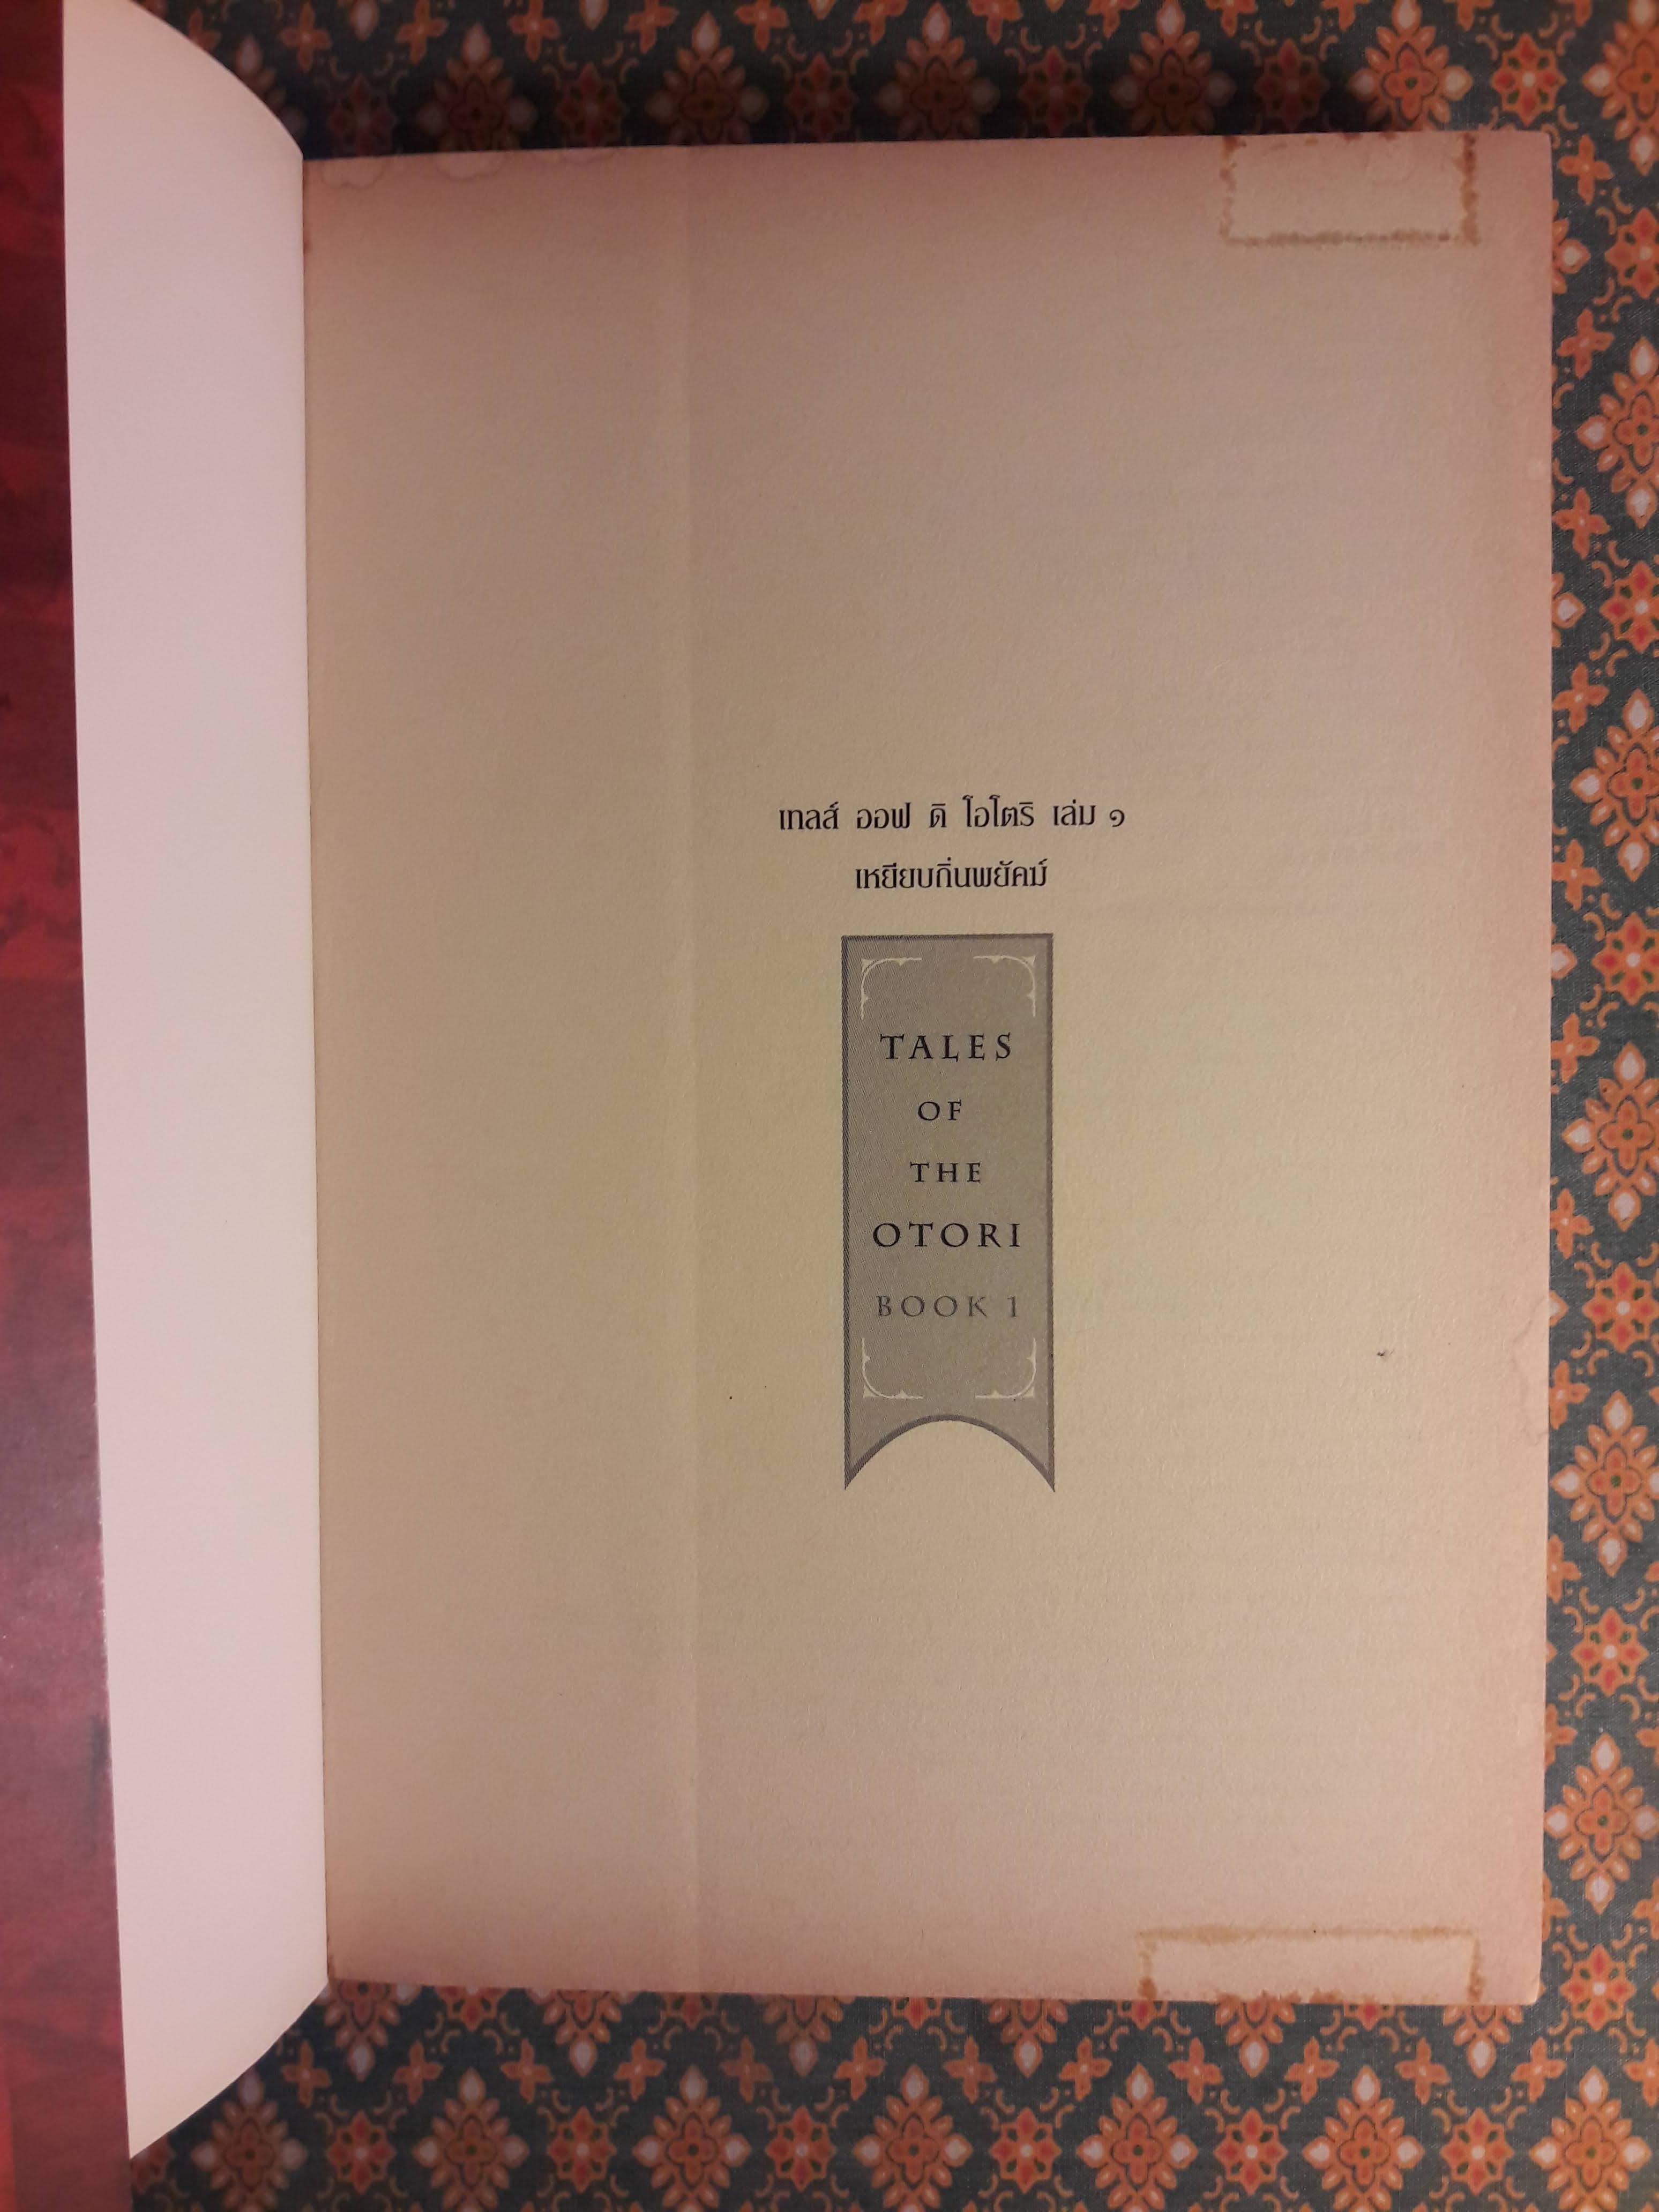 เทลส์ ออฟ ดิ โอโตริ เล่ม ๑
เหยียบถิ่นพยัคฆ์
TALES
OF
THE
OTORI
BOOK 1